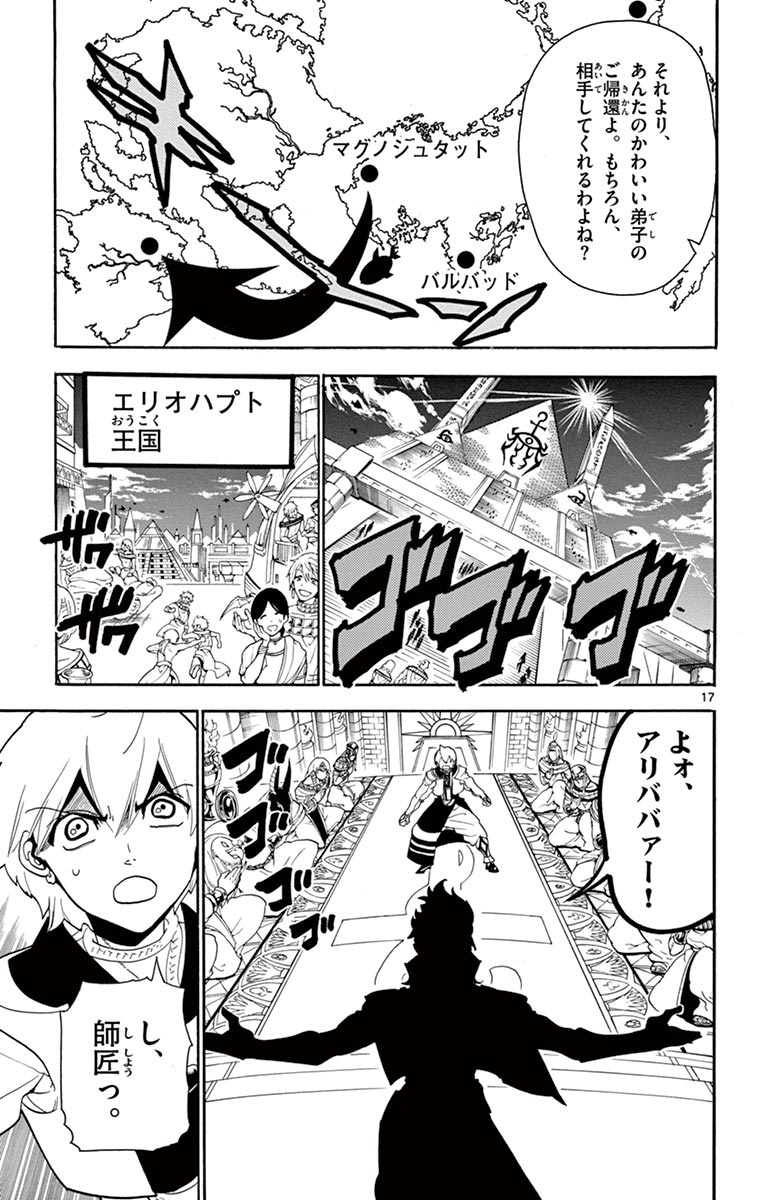 それより、
あんたのかわいい弟子の
ご帰還よ。もちろん、
相手してくれるわよね?
マグノシュタット
バルバッド
ゴゴゴ
エリオハプト
王国
ザワ
ザワ
17
よォ、
アリババァー!
ゴゴゴゴ
し、
師匠っ。